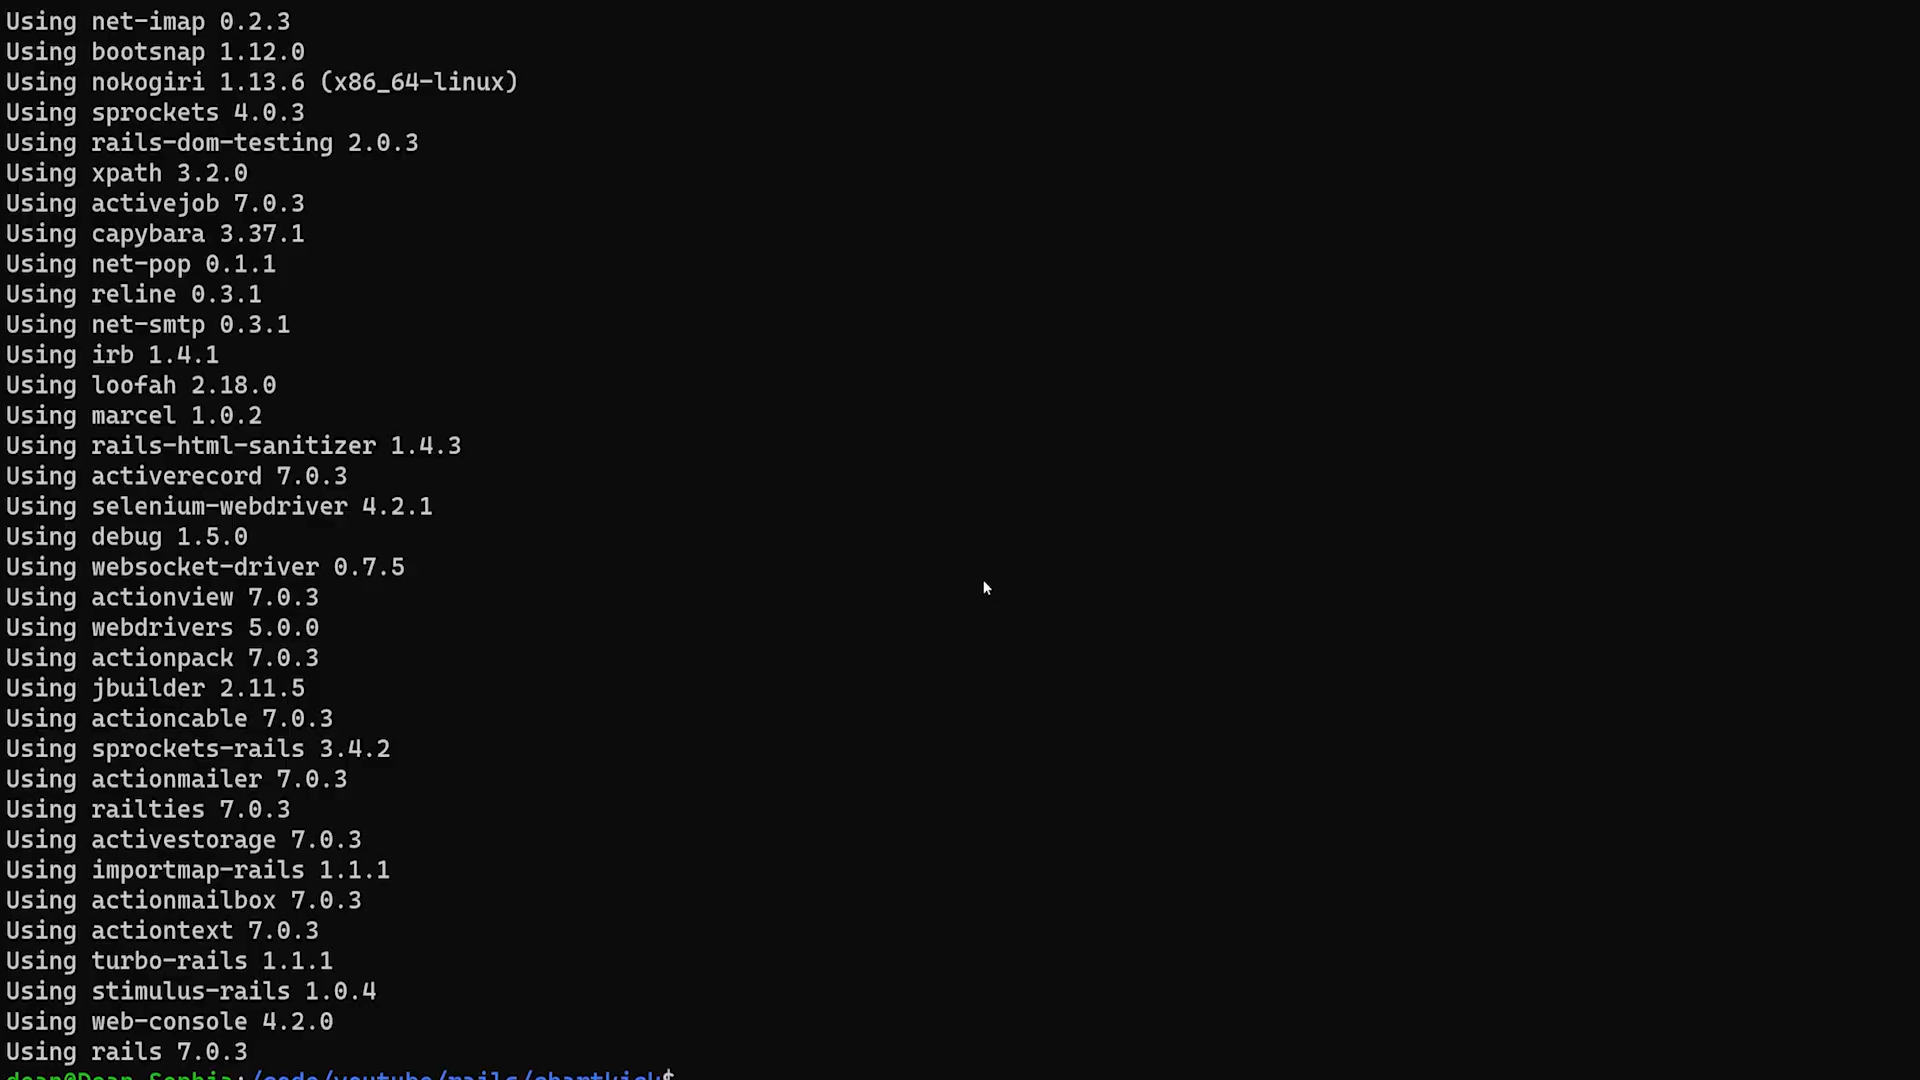 Using net-imap 0.2.3
Using bootsnap 1.12.0
Using nokogiri 1.13.6 (x86_64-linux)
Using sprockets 4.0.3
Using rails-dom-testing 2.0.3
Using xpath 3.2.0
Using activejob 7.0.3
Using capybara 3.37.1
Using net-pop 0.1.1
Using reline 0.3.1
Using net-smtp 0.3.1
Using irb 1.4.1
Using loofah 2.18.0
Using marcel 1.0.2
Using rails-html-sanitizer 1.4.3
Using activerecord 7.0.3
Using selenium-webdriver 4.2.1
Using debug 1.5.0
Using websocket-driver 0.7.5
Using actionview 7.0.3
Using webdrivers 5.0.0
Using actionpack 7.0.3
Using jbuilder 2.11.5
Using actioncable 7.0.3
Using sprockets-rails 3.4.2
Using actionmailer 7.0.3
Using railties 7.0.3
Using activestorage 7.0.3
Using importmap-rails 1.1.1
Using actionmailbox 7.0.3
Using actiontext 7.0.3
Using turbo-rails 1.1.1
Using stimulus-rails 1.0.4
Using web-console 4.2.0
Using rails 7.0.3
dean@Dean-Sophia:/code/youtube/rails/chartkick$